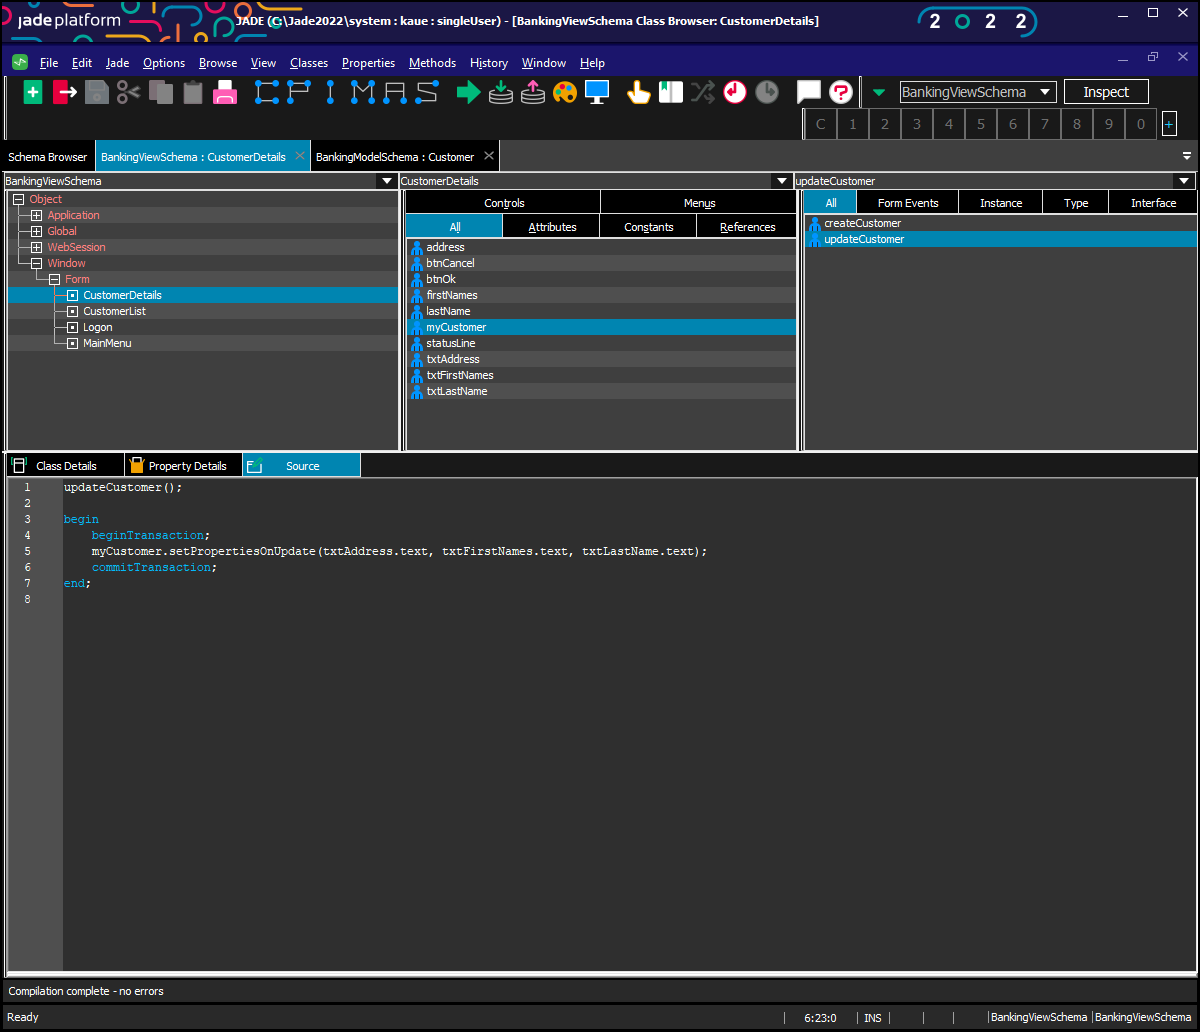 jade platform
JADE (C:\Jade2022\system : kaue : singleUser) - [BankingViewSchema Class Browser: CustomerDetails]
2 0 2 2
File Edit Jade Options Browse View Classes Properties Methods History Window Help
C P I M A S
BankingViewSchema
Inspect
C 1 2 3 4 5 6 7 8 9 0 +
Schema Browser
BankingViewSchema : CustomerDetails
BankingModelSchema : Customer
BankingViewSchema
Object
Application
Global
WebSession
Window
Form
CustomerDetails
CustomerList
Logon
MainMenu
CustomerDetails
Controls Menus
All Attributes Constants References
address
btnCancel
btnOk
firstNames
lastName
myCustomer
statusLine
txtAddress
txtFirstNames
txtLastName
updateCustomer
All Form Events Instance Type Interface
createCustomer
updateCustomer
Class Details Property Details Source
1 updateCustomer();
2
3 begin
4 beginTransaction;
5 myCustomer.setPropertiesOnUpdate(txtAddress.text, txtFirstNames.text, txtLastName.text);
6 commitTransaction;
7 end;
8
Compilation complete - no errors
Ready 6:23:0 INS BankingViewSchema BankingViewSchema